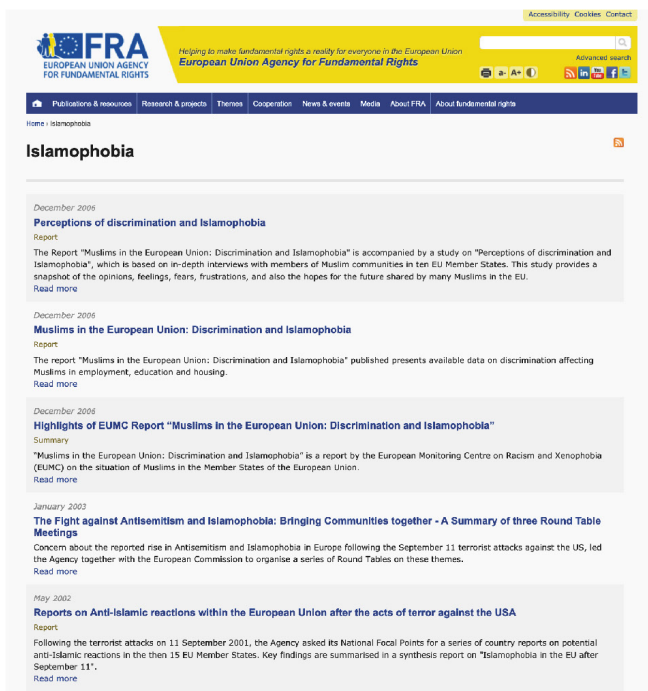 Accessibility Cookies Contact
FRA
EUROPEAN UNION AGENCY
FOR FUNDAMENTAL RIGHTS
Helping to make fundamental rights a reality for everyone in the European Union
European Union Agency for Fundamental Rights
Advanced search
a- A+
in You Tube f
Publications & resources Research & projects Themes Cooperation News & events Media About FRA About fundamental rights
Home › Islamophobia
Islamophobia
December 2006
Perceptions of discrimination and Islamophobia
Report
The Report "Muslims in the European Union: Discrimination and Islamophobia" is accompanied by a study on "Perceptions of discrimination and
Islamophobia", which is based on in-depth interviews with members of Muslim communities in ten EU Member States. This study provides a
snapshot of the opinions, feelings, fears, frustrations, and also the hopes for the future shared by many Muslims in the EU.
Read more
December 2006
Muslims in the European Union: Discrimination and Islamophobia
Report
The report "Muslims in the European Union: Discrimination and Islamophobia" published presents available data on discrimination affecting
Muslims in employment, education and housing.
Read more
December 2006
Highlights of EUMC Report “Muslims in the European Union: Discrimination and Islamophobia”
Summary
"Muslims in the European Union: Discrimination and Islamophobia" is a report by the European Monitoring Centre on Racism and Xenophobia
(EUMC) on the situation of Muslims in the Member States of the European Union.
Read more
January 2003
The Fight against Antisemitism and Islamophobia: Bringing Communities together - A Summary of three Round Table
Meetings
Concern about the reported rise in Antisemitism and Islamophobia in Europe following the September 11 terrorist attacks against the US, led
the Agency together with the European Commission to organise a series of Round Tables on these themes.
Read more
May 2002
Reports on Anti-Islamic reactions within the European Union after the acts of terror against the USA
Report
Following the terrorist attacks on 11 September 2001, the Agency asked its National Focal Points for a series of country reports on potential
anti-Islamic reactions in the then 15 EU Member States. Key findings are summarised in a synthesis report on "Islamophobia in the EU after
September 11".
Read more